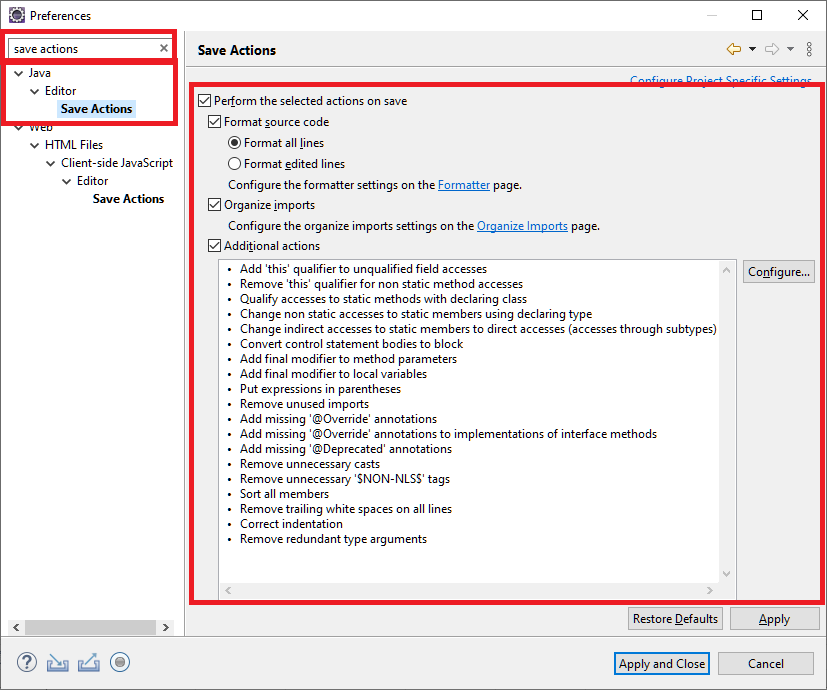 Preferences
save actions
Java
Editor
Save Actions
Web
HTML Files
Client-side JavaScript
Editor
Save Actions
Save Actions
Configure Project Specific Settings...
Perform the selected actions on save
Format source code
Format all lines
Format edited lines
Configure the formatter settings on the Formatter page.
Organize imports
Configure the organize imports settings on the Organize Imports page.
Additional actions
• Add 'this' qualifier to unqualified field accesses
• Remove 'this' qualifier for non static method accesses
• Qualify accesses to static methods with declaring class
• Change non static accesses to static members using declaring type
• Change indirect accesses to static members to direct accesses (accesses through subtypes)
• Convert control statement bodies to block
• Add final modifier to method parameters
• Add final modifier to local variables
• Put expressions in parentheses
• Remove unused imports
• Add missing '@Override' annotations
• Add missing '@Override' annotations to implementations of interface methods
• Add missing '@Deprecated' annotations
• Remove unnecessary casts
• Remove unnecessary '$NON-NLS$' tags
• Sort all members
• Remove trailing white spaces on all lines
• Correct indentation
• Remove redundant type arguments
Configure...
Restore Defaults
Apply
Apply and Close
Cancel